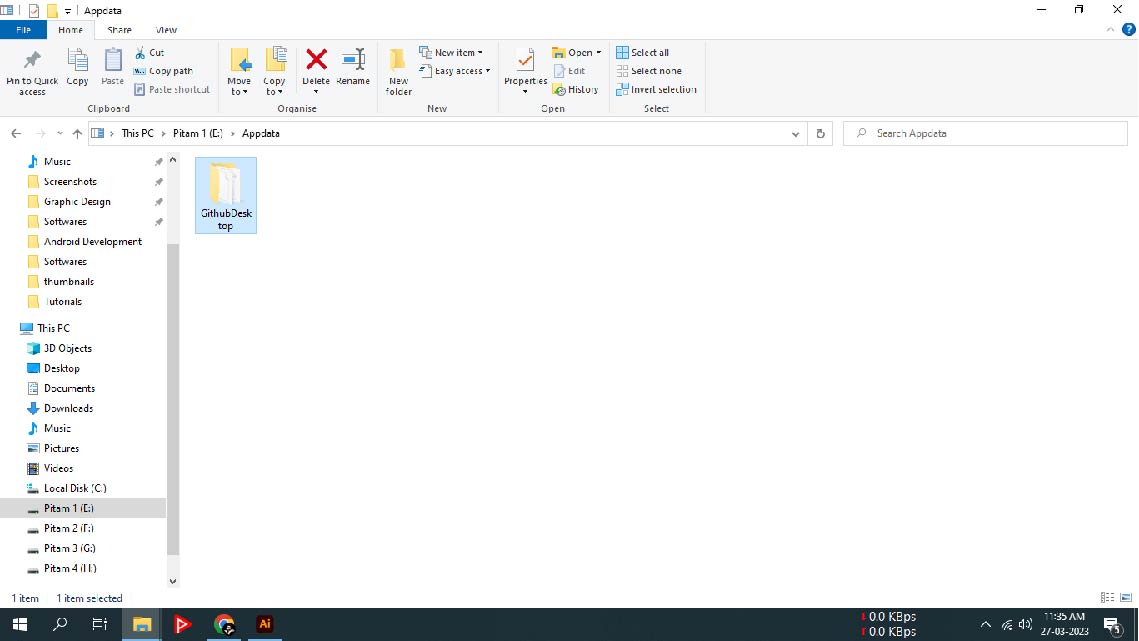 Appdata
File
Home
Share
View
Pin to Quick access
Copy
Paste
Cut
Copy path
Paste shortcut
Clipboard
Move to
Copy to
Delete
Rename
Organise
New folder
New item
Easy access
New
Properties
Open
Edit
History
Open
Select all
Select none
Invert selection
Select
This PC > Pitam 1 (E:) > Appdata
Search Appdata
Music
Screenshots
Graphic Design
Softwares
Android Development
Softwares
thumbnails
Tutorials
This PC
3D Objects
Desktop
Documents
Downloads
Music
Pictures
Videos
Local Disk (C:)
Pitam 1 (E:)
Pitam 2 (F:)
Pitam 3 (G:)
Pitam 4 (H:)
GithubDesk
top
1 item
1 item selected
Ai
0.0 KBps
0.0 KBps
11:35 AM
27-03-2023
5